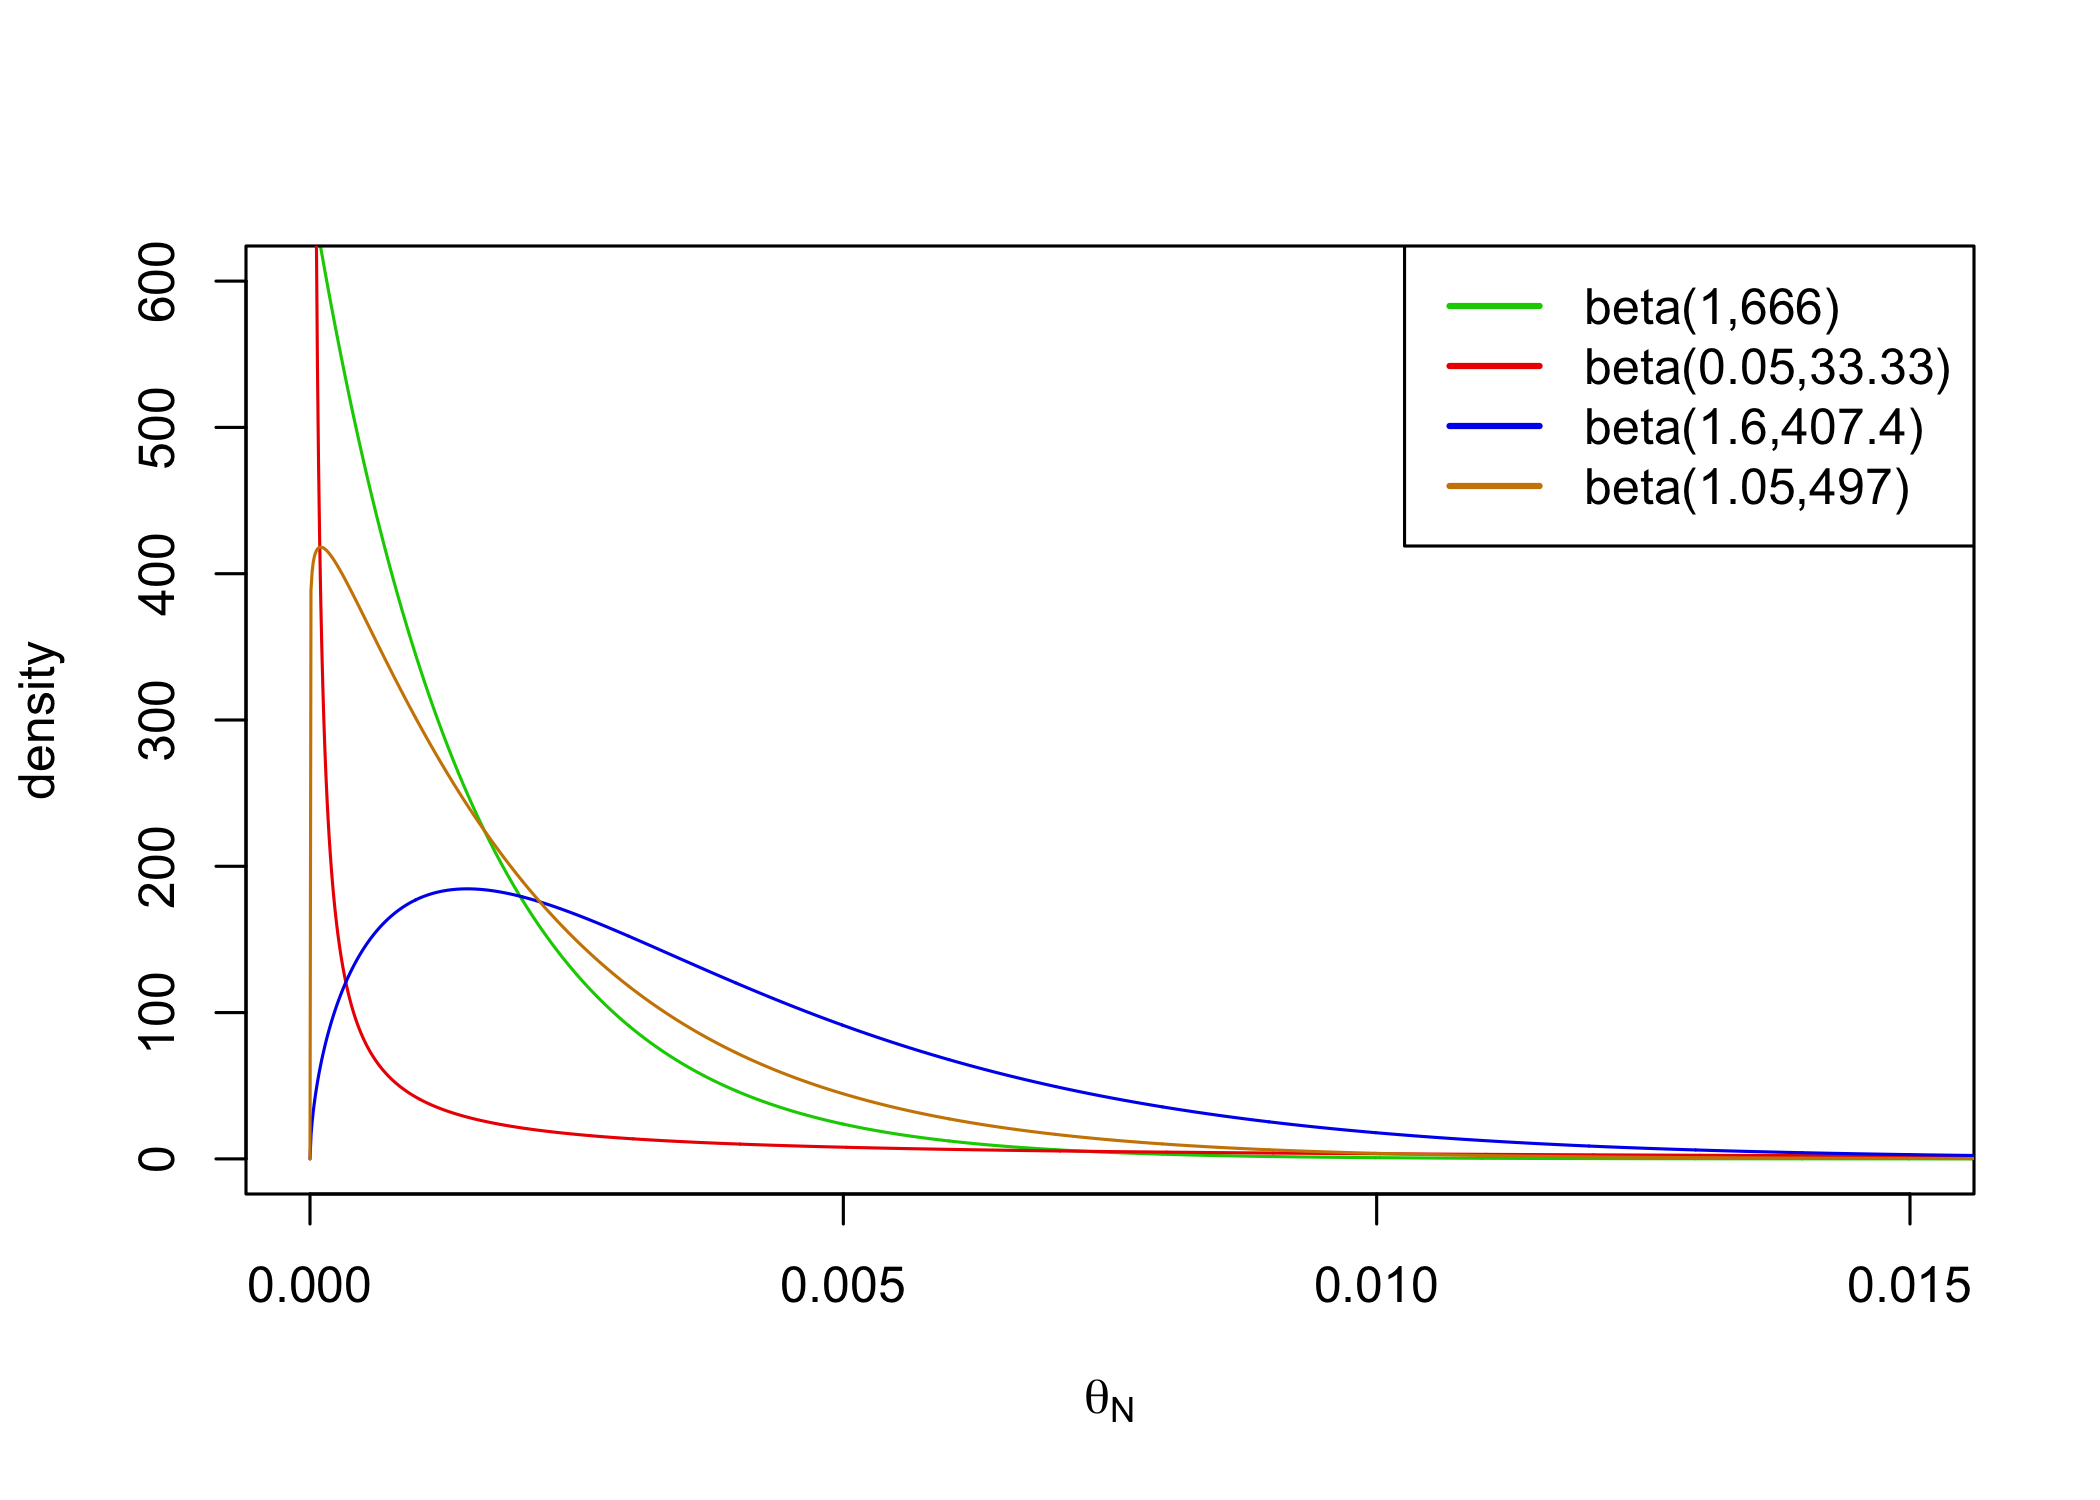 600
500
400
300
200
100
0
density
beta(1,666)
beta(0.05,33.33)
beta(1.6,407.4)
beta(1.05,497)
0.000 0.005 0.010 0.015
θN